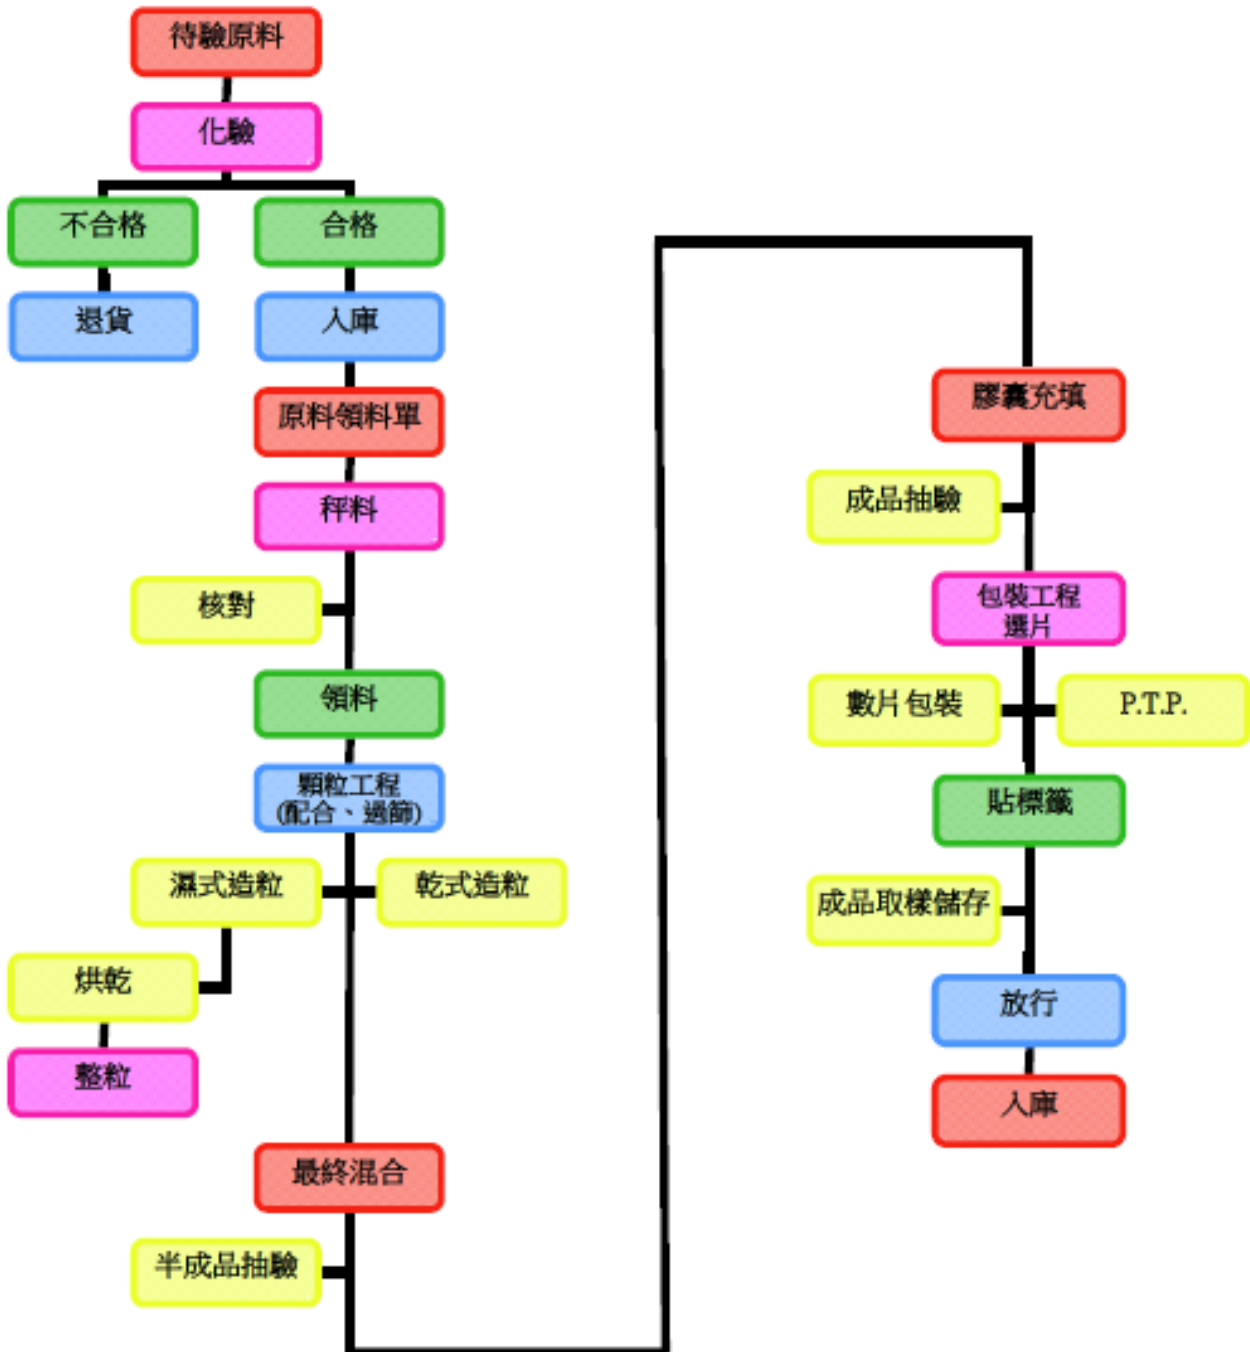 待驗原料
化驗
不合格
合格
退貨
入庫
原料領料單
秤料
核對
領料
顆粒工程
(配合、過篩)
濕式造粒
乾式造粒
烘乾
整粒
最終混合
半成品抽驗
膠囊充填
成品抽驗
包裝工程
選片
數片包裝
P.T.P.
貼標籤
成品取樣儲存
放行
入庫